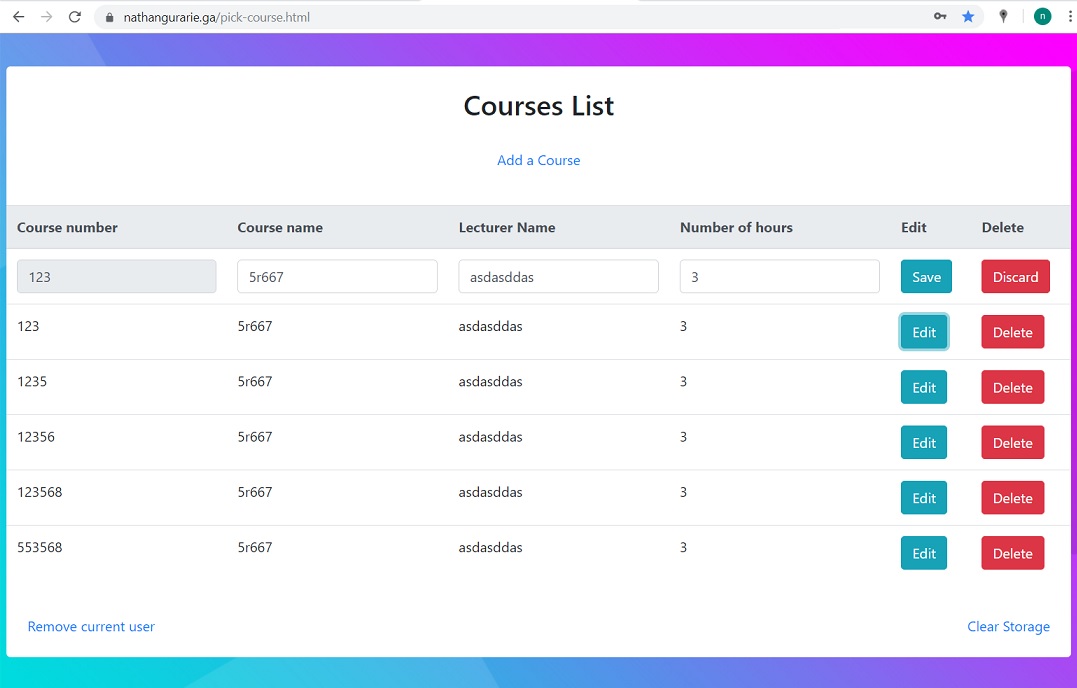 nathangurarie.ga/pick-course.html n
Courses List
Add a Course
Course number Course name Lecturer Name Number of hours Edit Delete
123 5r667 asdasddas 3 Save Discard
123 5r667 asdasddas 3 Edit Delete
1235 5r667 asdasddas 3 Edit Delete
12356 5r667 asdasddas 3 Edit Delete
123568 5r667 asdasddas 3 Edit Delete
553568 5r667 asdasddas 3 Edit Delete
Remove current user Clear Storage